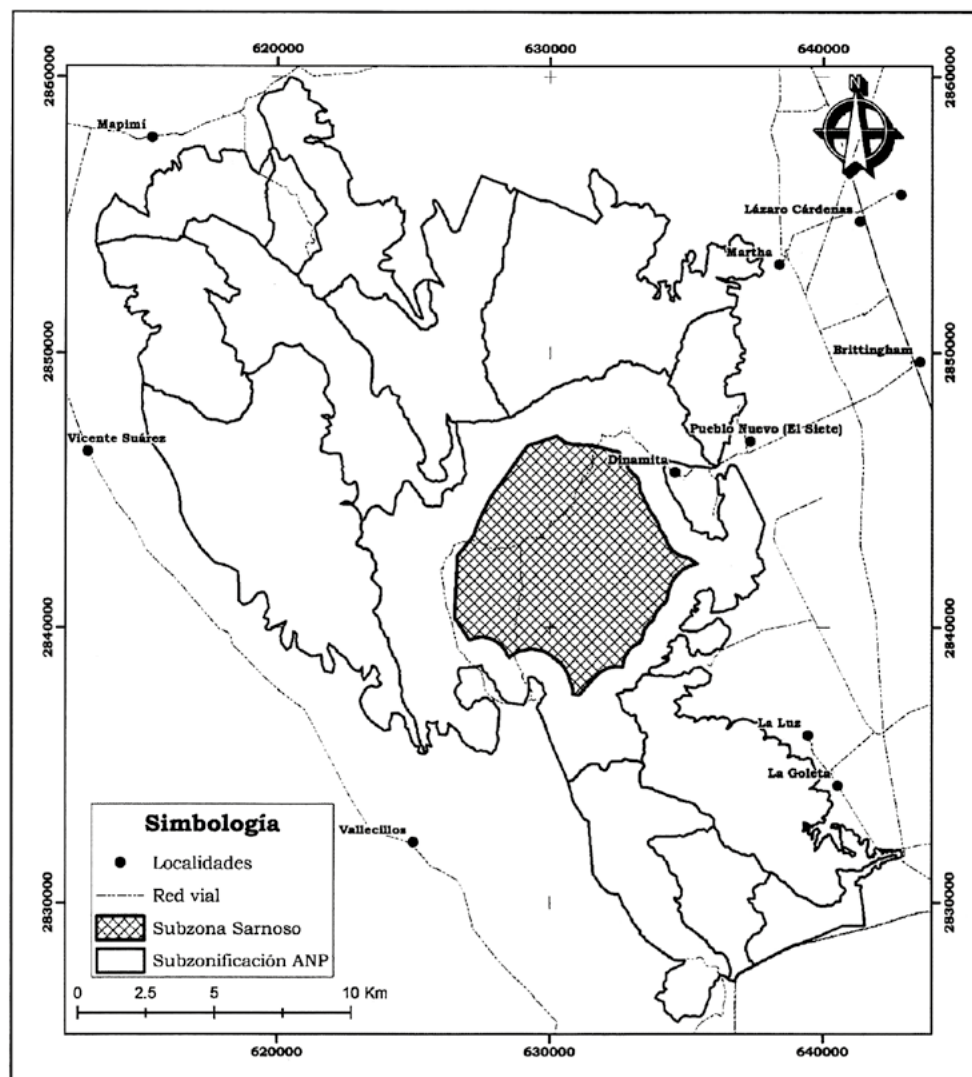 620000
630000
640000
2860000
2860000
N
Mapimí
Lázaro Cárdenas
Martha
2850000
2850000
Brittingham
Vicente Suárez
Pueblo Nuevo (El Siete)
Dinamita
2840000
2840000
La Luz
La Goleta
Vallecillos
2830000
2830000
Simbología
Localidades
Red vial
Subzona Sarnoso
Subzonificación ANP
0 2.5 5 10 Km
620000
630000
640000